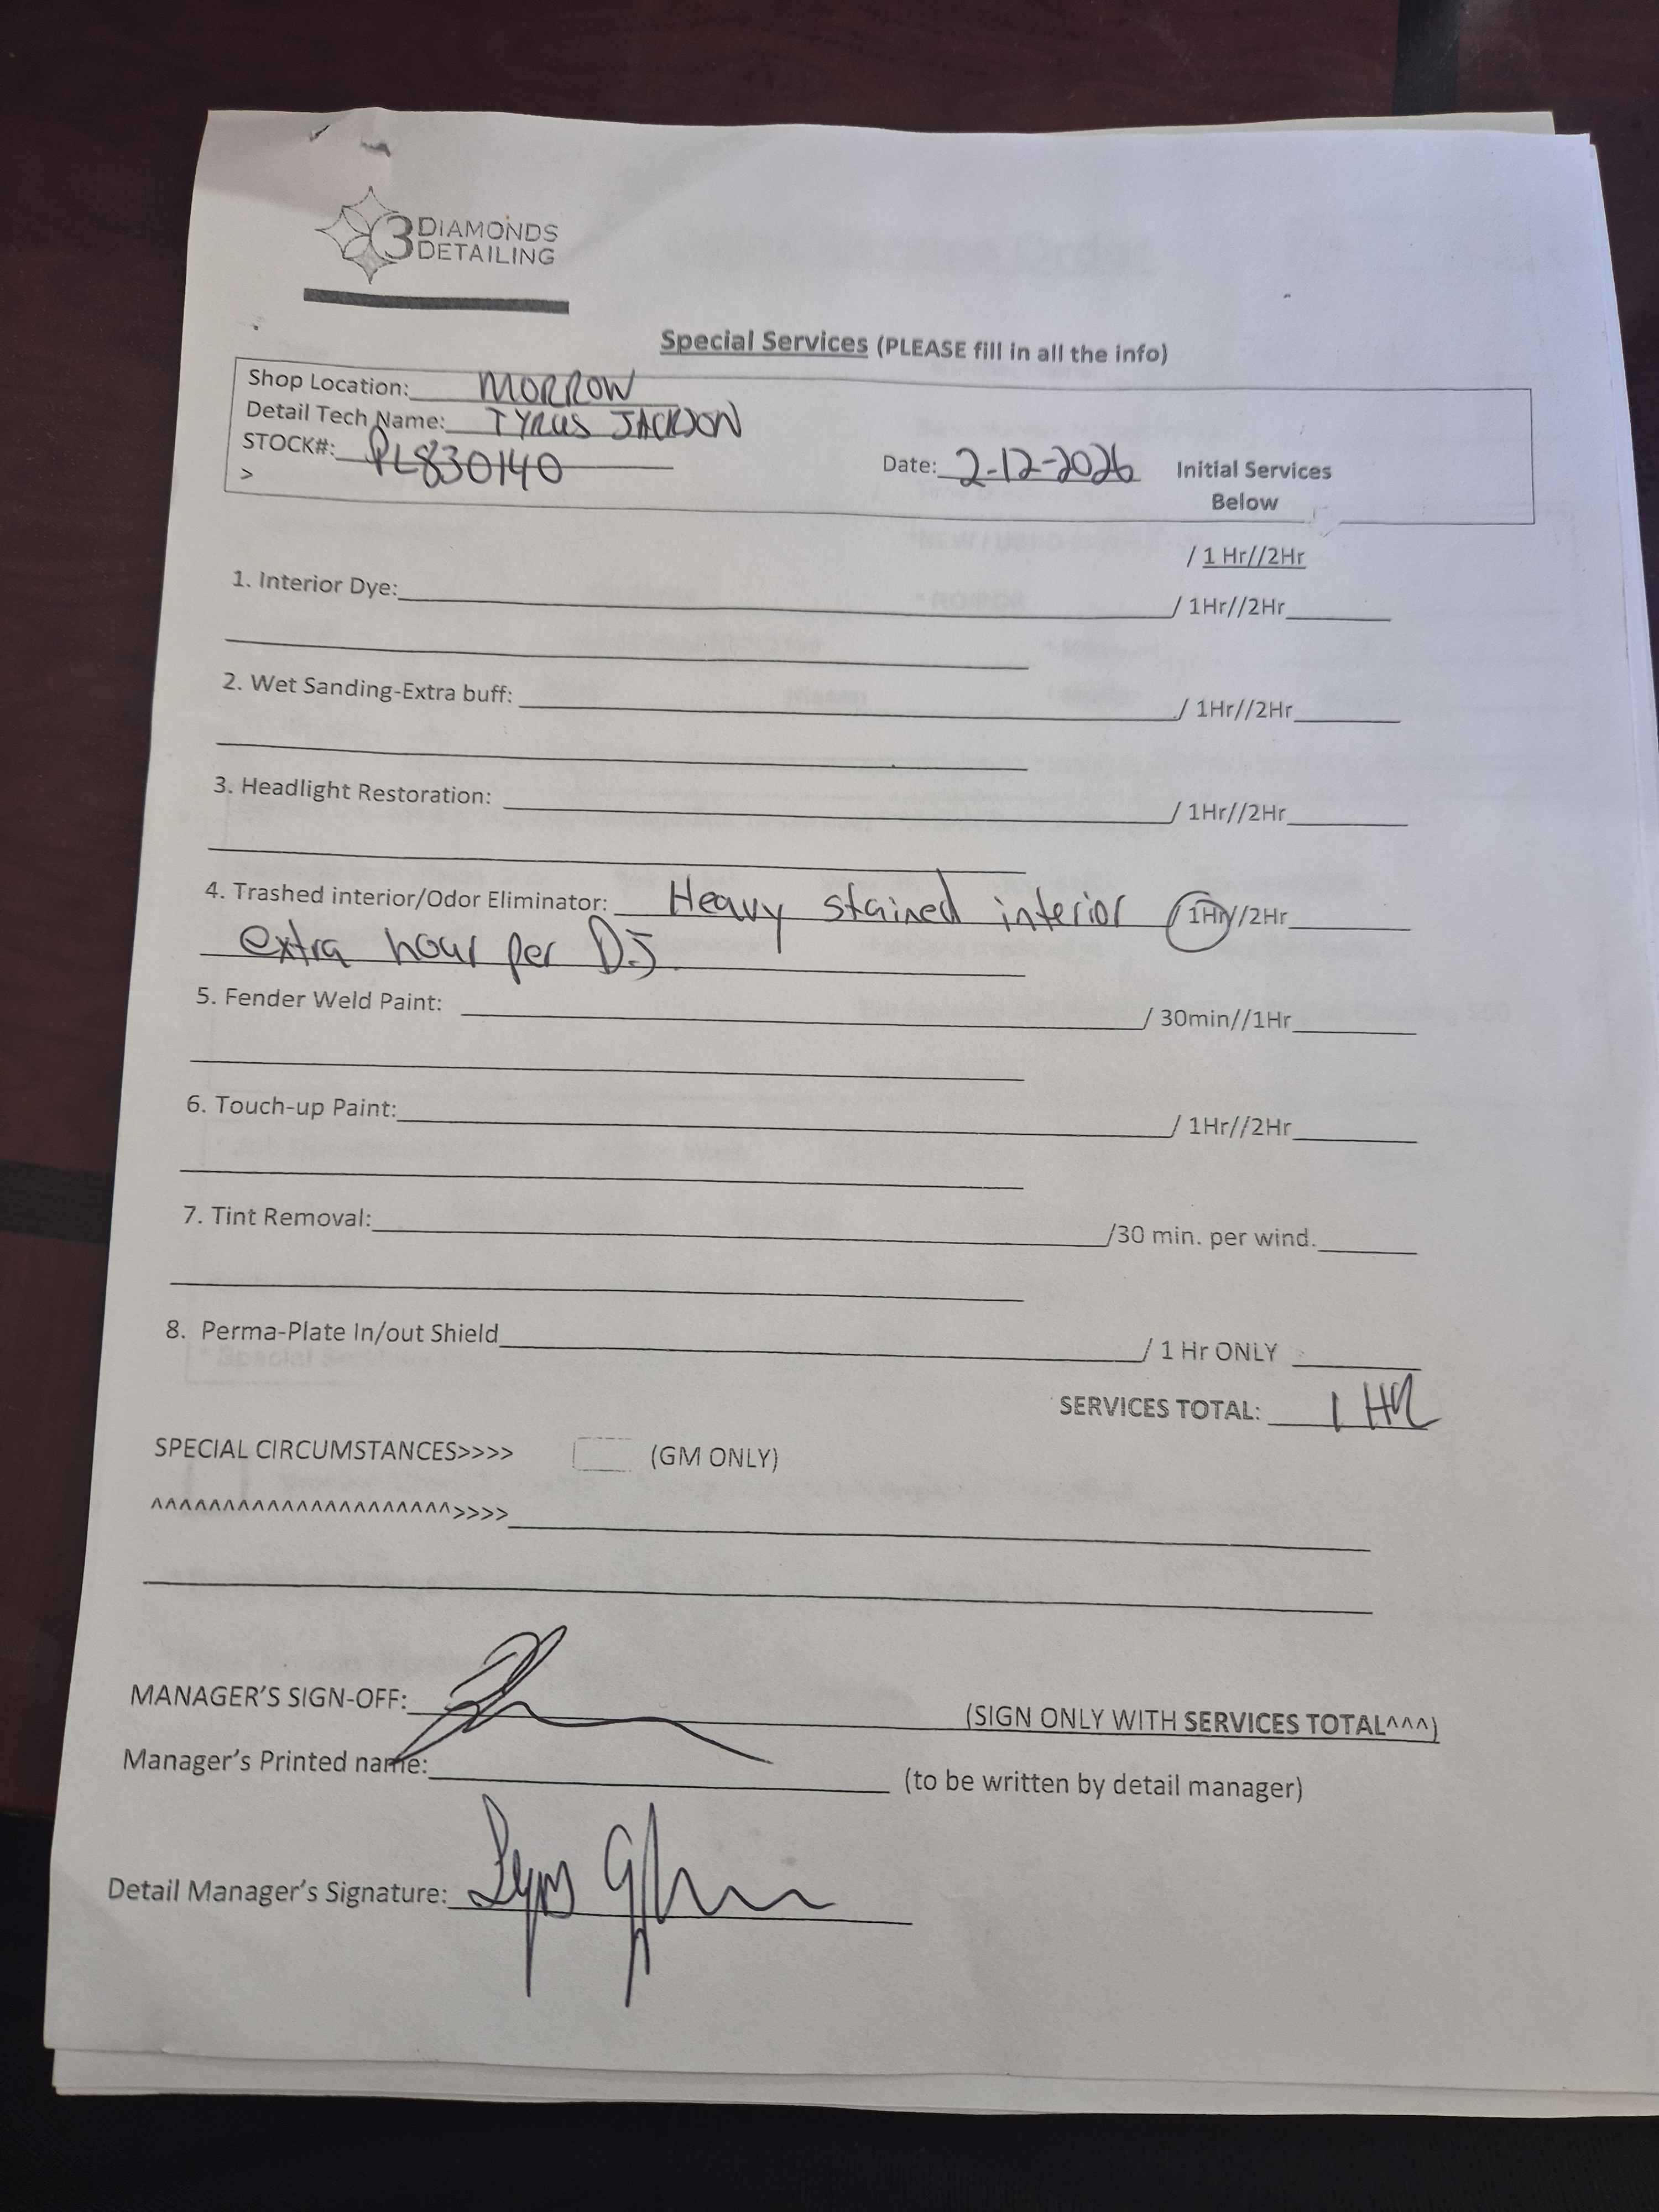 3 DIAMONDS
DETAILING
Special Services (PLEASE fill in all the info)
Shop Location: MORROW
Detail Tech Name: TYRUS JACKSON
STOCK#: PL830140
Date: 2-12-2026 Initial Services
> Below
/ 1 Hr//2Hr
1. Interior Dye: / 1Hr//2Hr
2. Wet Sanding-Extra buff: / 1Hr//2Hr
3. Headlight Restoration: / 1Hr//2Hr
4. Trashed interior/Odor Eliminator: Heavy stained interior / 1Hr//2Hr
extra hour per DJ
5. Fender Weld Paint: / 30min//1Hr
6. Touch-up Paint: / 1Hr//2Hr
7. Tint Removal: /30 min. per wind.
8. Perma-Plate In/out Shield / 1 Hr ONLY
SERVICES TOTAL: 1 HR
SPECIAL CIRCUMSTANCES>>>> (GM ONLY)
^^^^^^^^^^^^^^^^^^^^^>>>>
MANAGER'S SIGN-OFF: (SIGN ONLY WITH SERVICES TOTAL^^^)
Manager's Printed name: (to be written by detail manager)
Detail Manager's Signature: